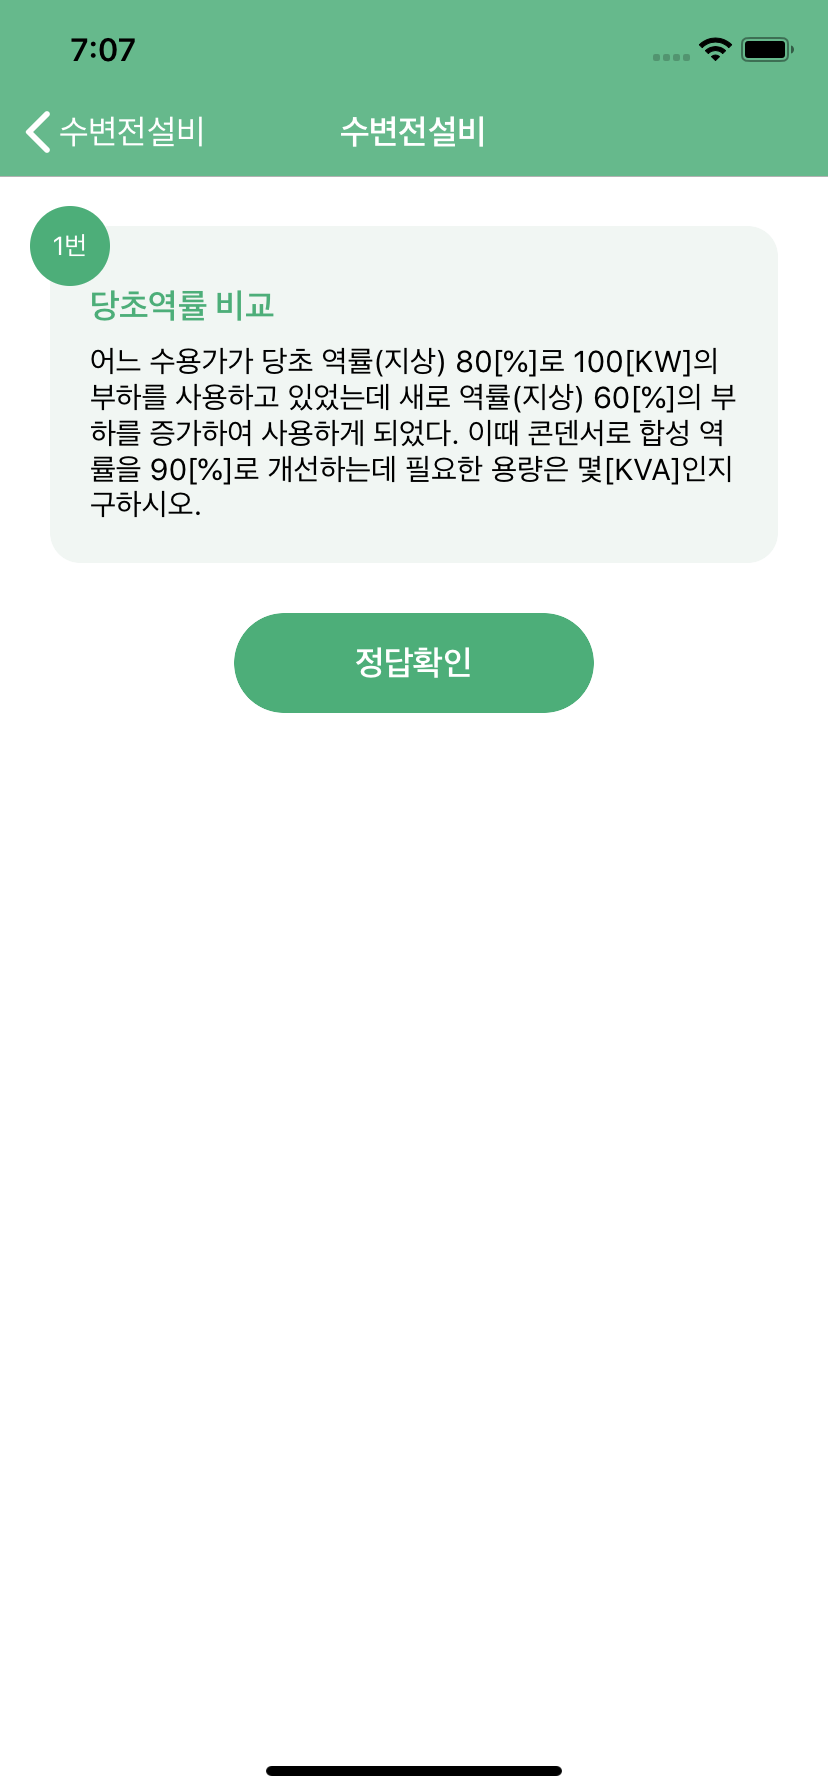 7:07
수변전설비
수변전설비
1번
당초역률 비교
어느 수용가가 당초 역률(지상) 80[%]로 100[KW]의
부하를 사용하고 있었는데 새로 역률(지상) 60[%]의 부
하를 증가하여 사용하게 되었다. 이때 콘덴서로 합성 역
률을 90[%]로 개선하는데 필요한 용량은 몇[KVA]인지
구하시오.
정답확인